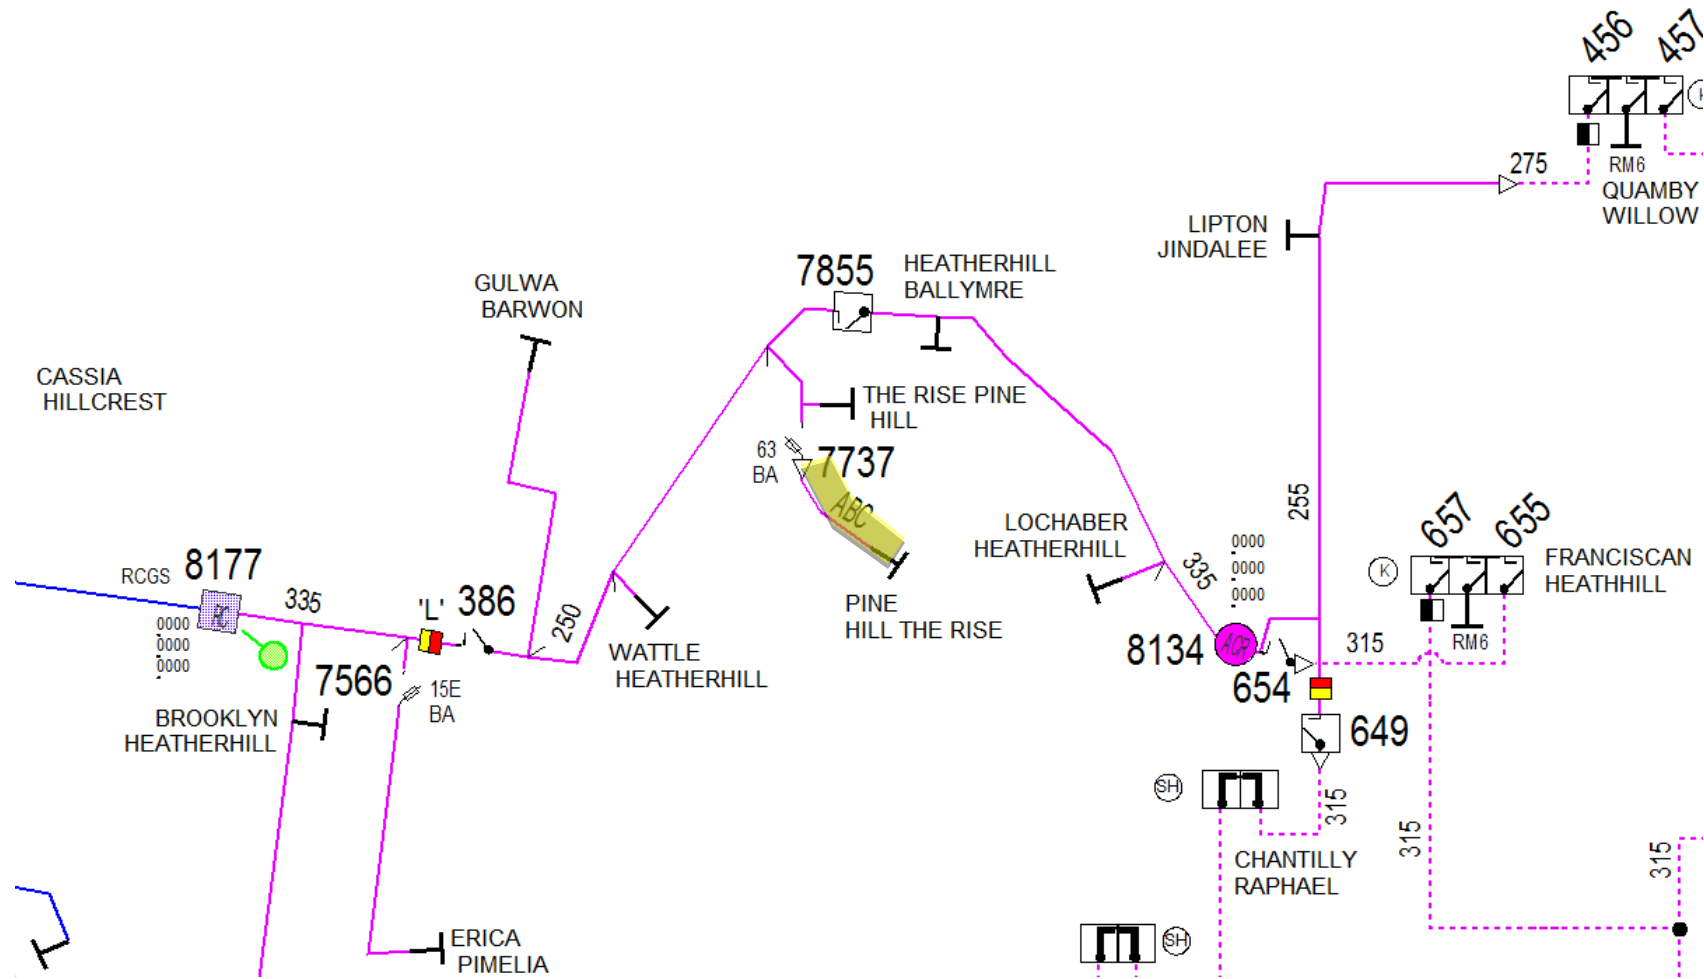 456
457
K
275
RM6
QUAMBY
WILLOW
LIPTON
JINDALEE
7855
HEATHERHILL
BALLYMRE
GULWA
BARWON
CASSIA
HILLCREST
THE RISE PINE
HILL
63
BA
7737
ABC
255
657
655
LOCHABER
HEATHERHILL
335
0000
0000
0000
K
FRANCISCAN
HEATHHILL
RCGS
8177
RC
335
'L'
386
250
0000
0000
0000
PINE
HILL THE RISE
8134
ACR
315
RM6
654
WATTLE
HEATHERHILL
7566
15E
BA
BROOKLYN
HEATHERHILL
649
SH
315
315
315
CHANTILLY
RAPHAEL
ERICA
PIMELIA
SH